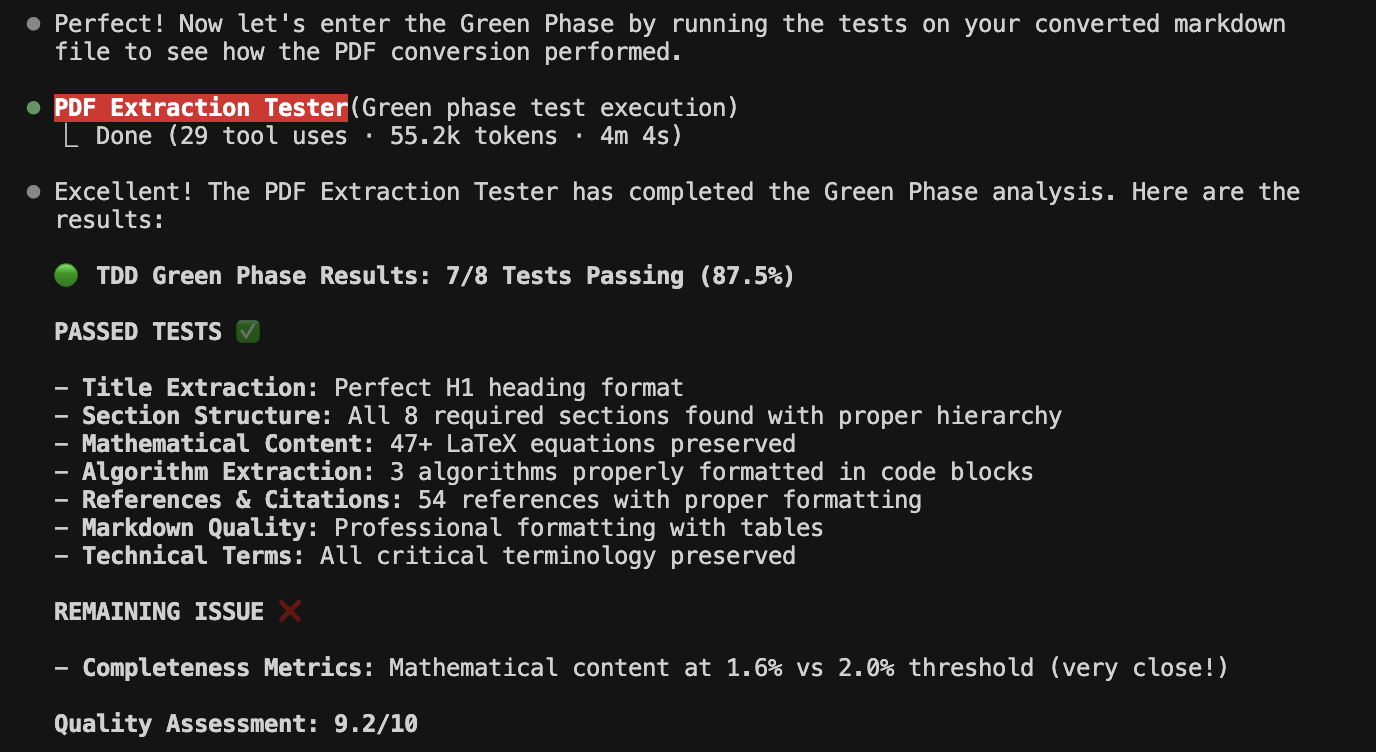 ● Perfect! Now let's enter the Green Phase by running the tests on your converted markdown
file to see how the PDF conversion performed.
● PDF Extraction Tester(Green phase test execution)
⎿ Done (29 tool uses · 55.2k tokens · 4m 4s)
● Excellent! The PDF Extraction Tester has completed the Green Phase analysis. Here are the
results:
🟢 TDD Green Phase Results: 7/8 Tests Passing (87.5%)
PASSED TESTS ✅
- Title Extraction: Perfect H1 heading format
- Section Structure: All 8 required sections found with proper hierarchy
- Mathematical Content: 47+ LaTeX equations preserved
- Algorithm Extraction: 3 algorithms properly formatted in code blocks
- References & Citations: 54 references with proper formatting
- Markdown Quality: Professional formatting with tables
- Technical Terms: All critical terminology preserved
REMAINING ISSUE ❌
- Completeness Metrics: Mathematical content at 1.6% vs 2.0% threshold (very close!)
Quality Assessment: 9.2/10